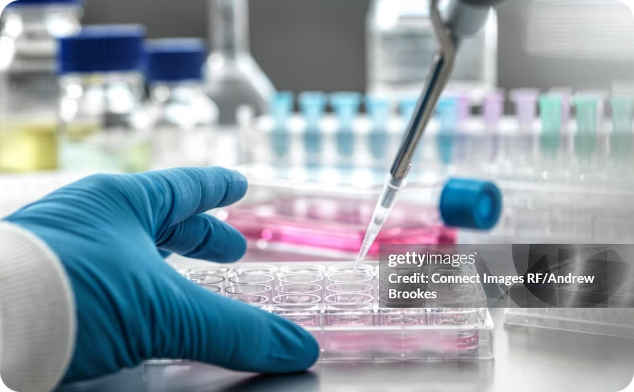 gettyimages
Credit: Connect Images RF/Andrew
Brookes